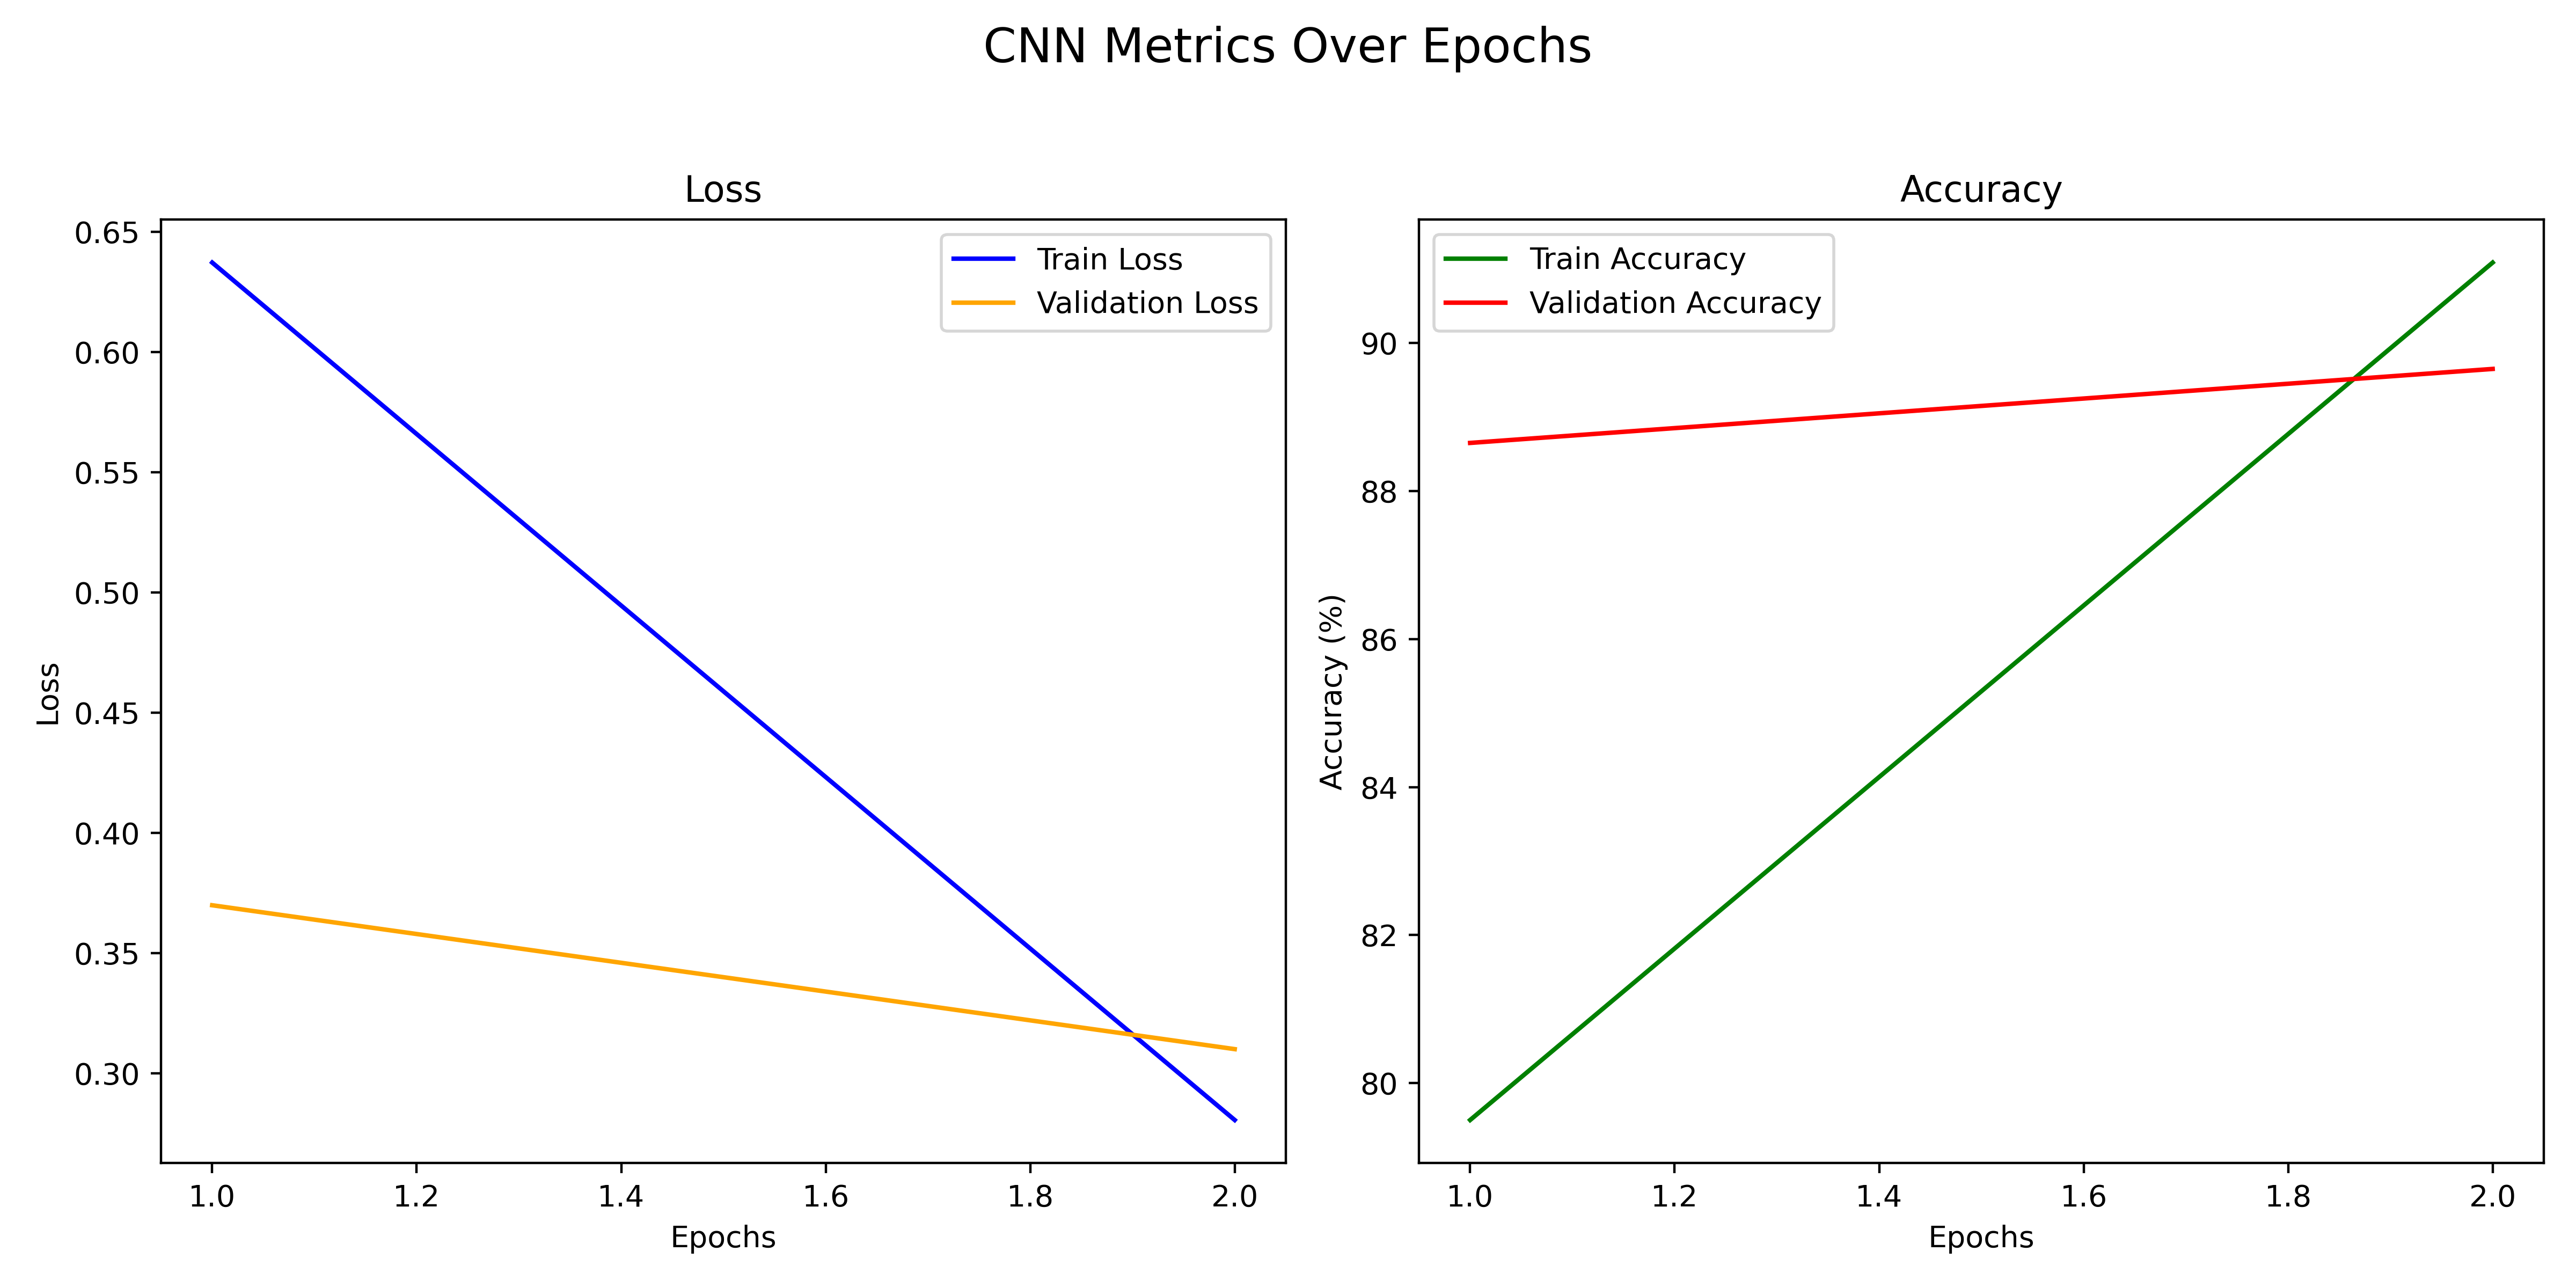 CNN Metrics Over Epochs
Loss
Train Loss
Validation Loss
0.65
0.60
0.55
0.50
0.45
0.40
0.35
0.30
Loss
1.0 1.2 1.4 1.6 1.8 2.0
Epochs
Accuracy
Train Accuracy
Validation Accuracy
90
88
86
84
82
80
Accuracy (%)
1.0 1.2 1.4 1.6 1.8 2.0
Epochs